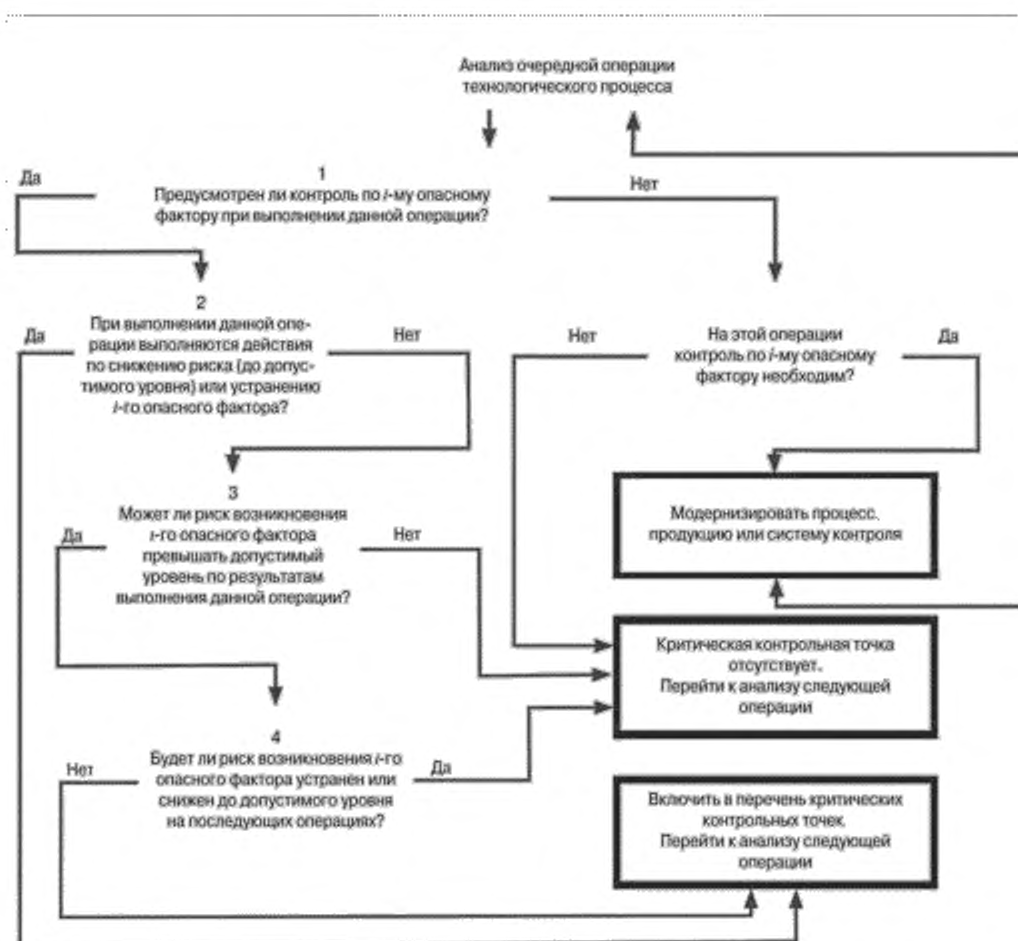 Анализ очередной операции
технологического процесса
Да
1
Предусмотрен ли контроль по i-му опасному
фактору при выполнении данной операции?
Нет
2
Да
При выполнении данной опе-
рации выполняются действия
по снижению риска (до допус-
тимого уровня) или устранению
i-го опасного фактора?
Нет
Нет
На этой операции
контроль по i-му опасному
фактору необходим?
Да
3
Да
Может ли риск возникновения
i-го опасного фактора
превышать допустимый
уровень по результатам
выполнения данной операции?
Нет
Модернизировать процесс,
продукцию или систему контроля
Критическая контрольная точка
отсутствует.
Перейти к анализу следующей
операции
4
Нет
Будет ли риск возникновения i-го
опасного фактора устранен или
снижен до допустимого уровня
на последующих операциях?
Да
Включить в перечень критических
контрольных точек.
Перейти к анализу следующей
операции